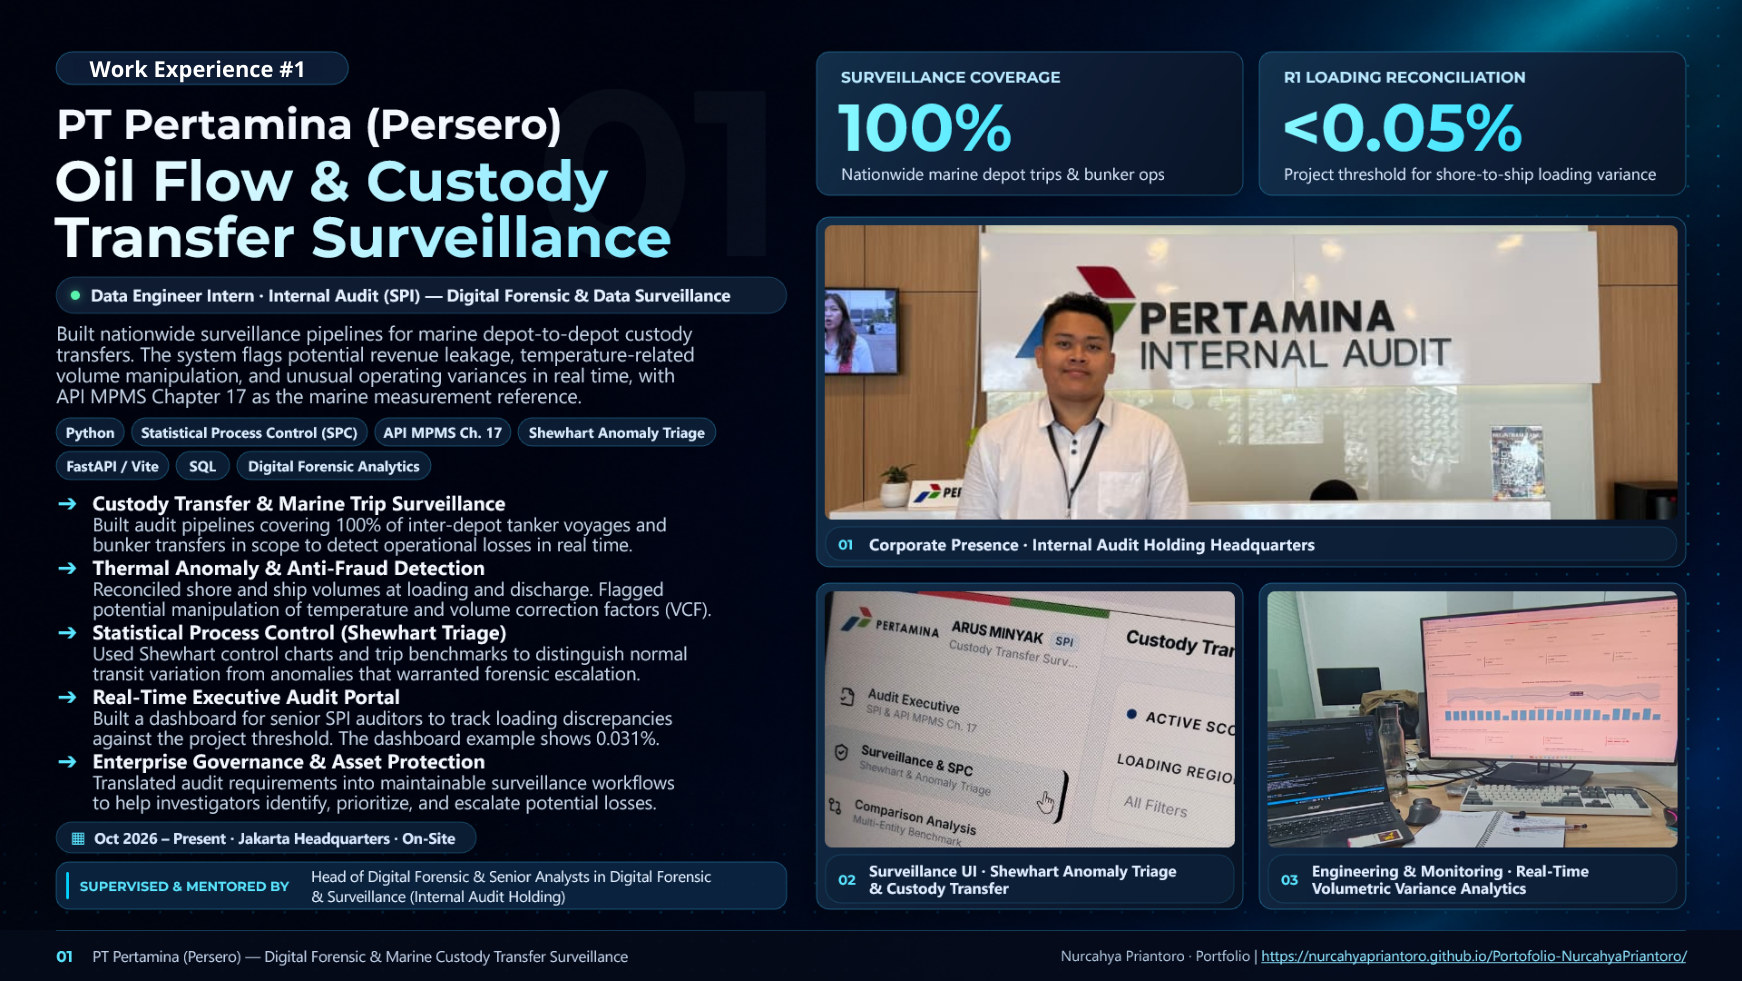 Work Experience #1
01
PT Pertamina (Persero)
Oil Flow & Custody
Transfer Surveillance
Data Engineer Intern · Internal Audit (SPI) — Digital Forensic & Data Surveillance
Built nationwide surveillance pipelines for marine depot-to-depot custody
transfers. The system flags potential revenue leakage, temperature-related
volume manipulation, and unusual operating variances in real time, with
API MPMS Chapter 17 as the marine measurement reference.
Python
Statistical Process Control (SPC)
API MPMS Ch. 17
Shewhart Anomaly Triage
FastAPI / Vite
SQL
Digital Forensic Analytics
→ Custody Transfer & Marine Trip Surveillance
Built audit pipelines covering 100% of inter-depot tanker voyages and
bunker transfers in scope to detect operational losses in real time.
→ Thermal Anomaly & Anti-Fraud Detection
Reconciled shore and ship volumes at loading and discharge. Flagged
potential manipulation of temperature and volume correction factors (VCF).
→ Statistical Process Control (Shewhart Triage)
Used Shewhart control charts and trip benchmarks to distinguish normal
transit variation from anomalies that warranted forensic escalation.
→ Real-Time Executive Audit Portal
Built a dashboard for senior SPI auditors to track loading discrepancies
against the project threshold. The dashboard example shows 0.031%.
→ Enterprise Governance & Asset Protection
Translated audit requirements into maintainable surveillance workflows
to help investigators identify, prioritize, and escalate potential losses.
Oct 2026 – Present · Jakarta Headquarters · On-Site
SUPERVISED & MENTORED BY
Head of Digital Forensic & Senior Analysts in Digital Forensic
& Surveillance (Internal Audit Holding)
SURVEILLANCE COVERAGE
100%
Nationwide marine depot trips & bunker ops
R1 LOADING RECONCILIATION
<0.05%
Project threshold for shore-to-ship loading variance
PERTAMINA
INTERNAL AUDIT
PER
01 Corporate Presence · Internal Audit Holding Headquarters
PERTAMINA
ARUS MINYAK SPI
Custody Transfer Surv...
Audit Executive
SPI & API MPMS Ch. 17
Surveillance & SPC
Shewhart & Anomaly Triage
Comparison Analysis
Multi-Entity Benchmark
Custody Tran
ACTIVE SCO
LOADING REGIO
All Filters
02 Surveillance UI · Shewhart Anomaly Triage
& Custody Transfer
03 Engineering & Monitoring · Real-Time
Volumetric Variance Analytics
01 PT Pertamina (Persero) — Digital Forensic & Marine Custody Transfer Surveillance
Nurcahya Priantoro · Portfolio | https://nurcahyapriantoro.github.io/Portofolio-NurcahyaPriantoro/